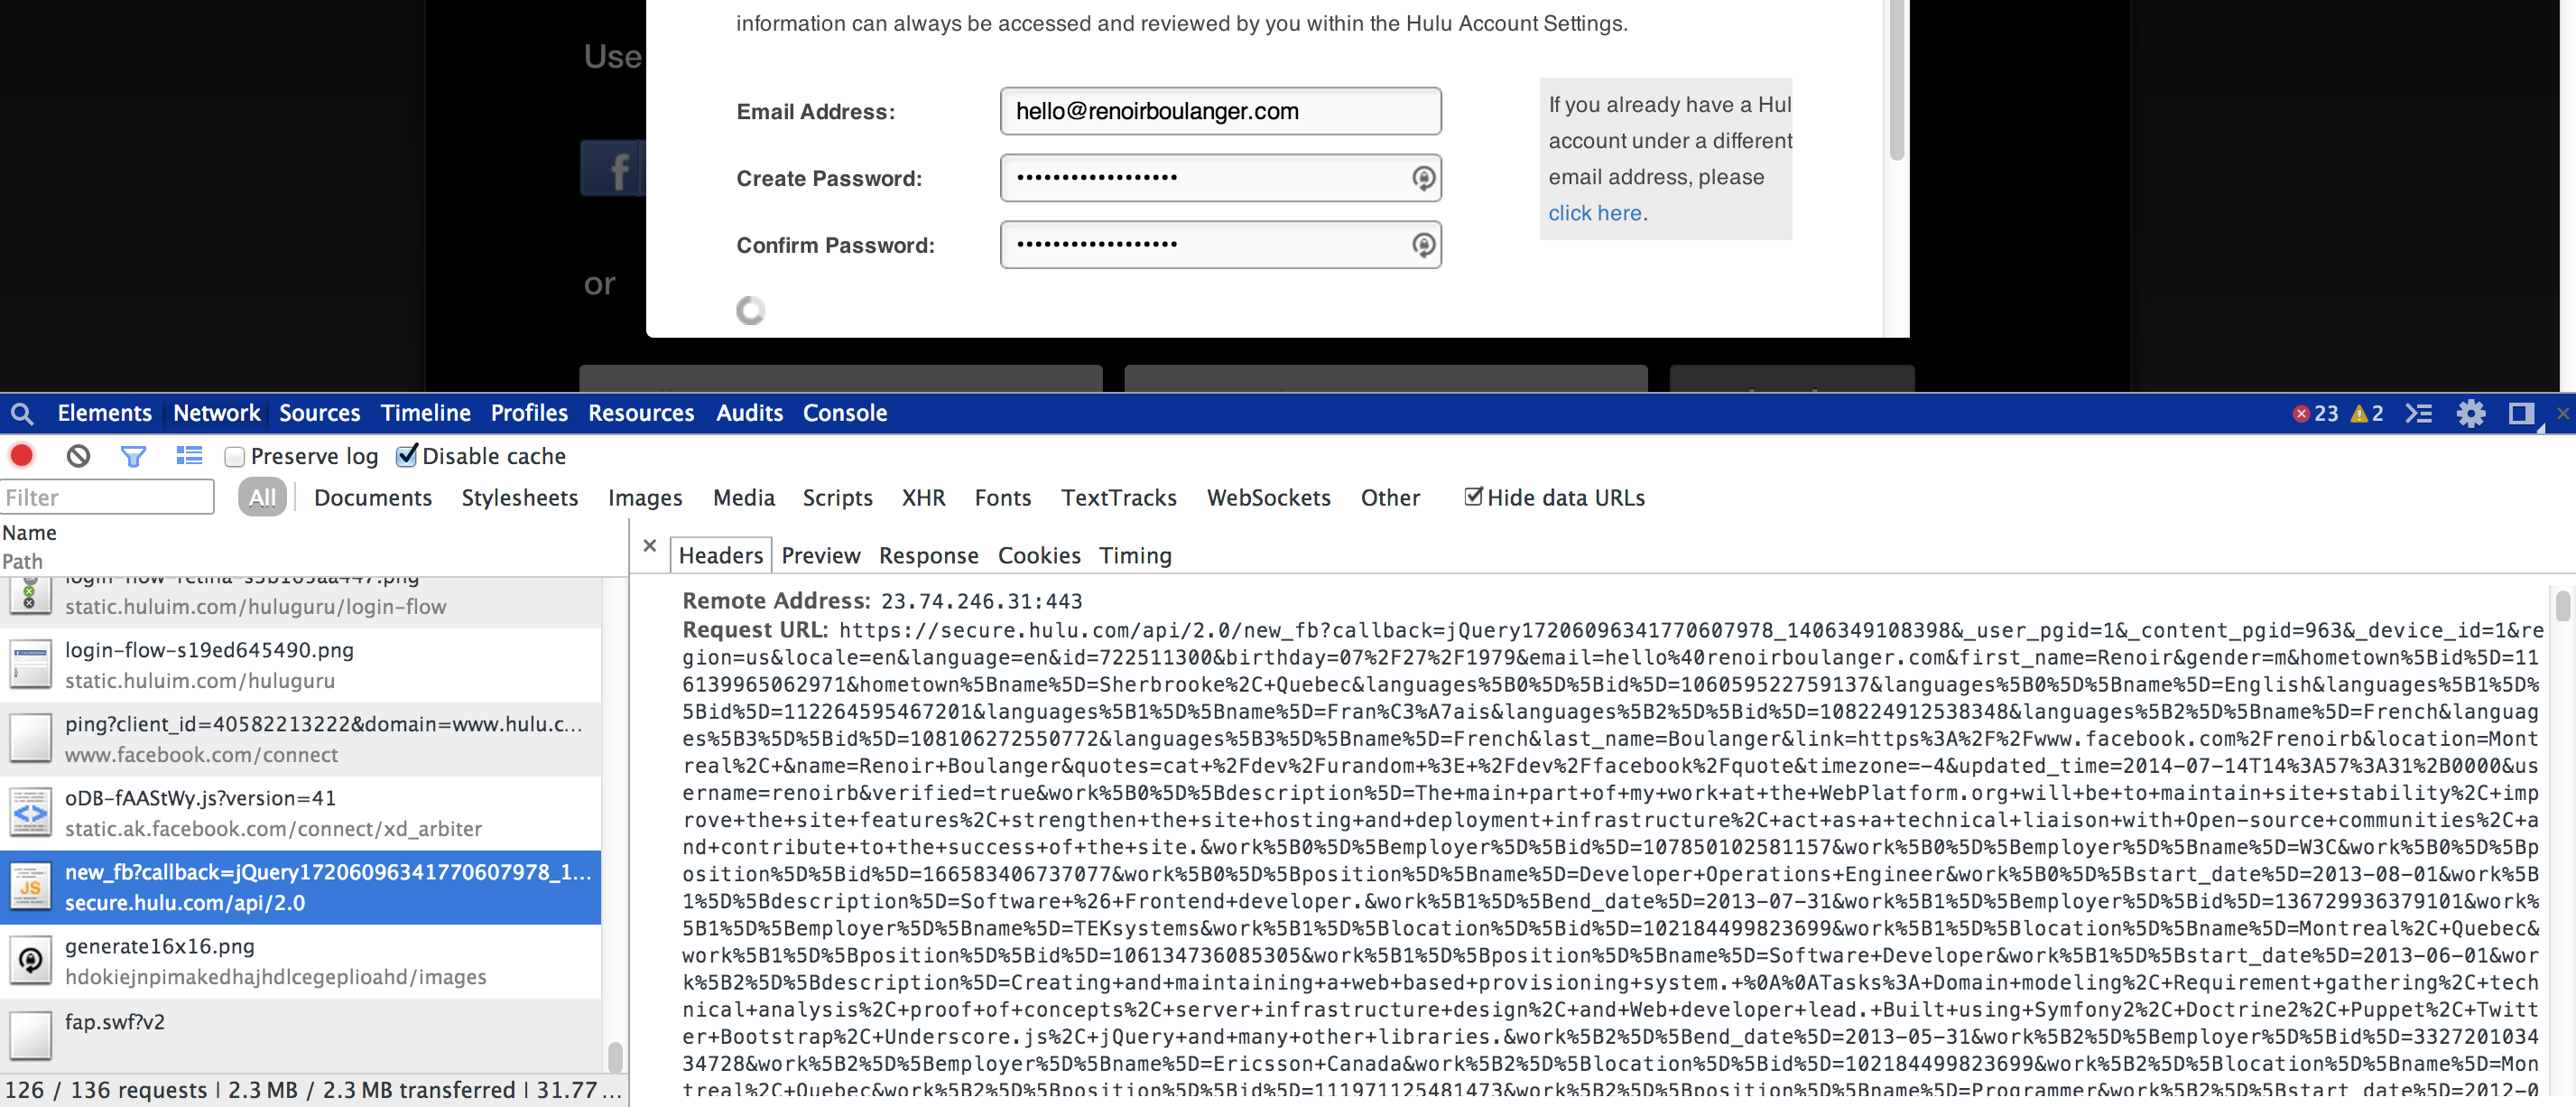 information can always be accessed and reviewed by you within the Hulu Account Settings.
Use
Email Address:
hello@renoirboulanger.com
If you already have a Hul
account under a different
email address, please
click here.
f
Create Password:
••••••••••••••••••
Confirm Password:
••••••••••••••••••
or
Elements Network Sources Timeline Profiles Resources Audits Console
23 2
Preserve log Disable cache
Filter All Documents Stylesheets Images Media Scripts XHR Fonts TextTracks WebSockets Other Hide data URLs
Name
Path
static.huluim.com/huluguru/login-flow
login-flow-s19ed645490.png
static.huluim.com/huluguru
ping?client_id=40582213222&domain=www.hulu.c...
www.facebook.com/connect
oDB-fAAStWy.js?version=41
static.ak.facebook.com/connect/xd_arbiter
JS
new_fb?callback=jQuery17206096341770607978_1...
secure.hulu.com/api/2.0
generate16x16.png
hdokiejnpimakedhajhdlcegeplioahd/images
fap.swf?v2
126 / 136 requests | 2.3 MB / 2.3 MB transferred | 31.77 ...
× Headers Preview Response Cookies Timing
Remote Address: 23.74.246.31:443
Request URL: https://secure.hulu.com/api/2.0/new_fb?callback=jQuery17206096341770607978_1406349108398&_user_pgid=1&_content_pgid=963&_device_id=1&re
gion=us&locale=en&language=en&id=722511300&birthday=07%2F27%2F1979&email=hello%40renoirboulanger.com&first_name=Renoir&gender=m&hometown%5Bid%5D=11
6139965062971&hometown%5Bname%5D=Sherbrooke%2C+Quebec&languages%5B0%5D%5Bid%5D=106059522759137&languages%5B0%5D%5Bname%5D=English&languages%5B1%5D%
5Bid%5D=112264595467201&languages%5B1%5D%5Bname%5D=Fran%C3%A7ais&languages%5B2%5D%5Bid%5D=108224912538348&languages%5B2%5D%5Bname%5D=French&languag
es%5B3%5D%5Bid%5D=108106272550772&languages%5B3%5D%5Bname%5D=French&last_name=Boulanger&link=https%3A%2F%2Fwww.facebook.com%2Frenoirb&location=Mont
real%2C+&name=Renoir+Boulanger&quotes=cat+%2Fdev%2Furandom+%3E+%2Fdev%2Ffacebook%2Fquote&timezone=-4&updated_time=2014-07-14T14%3A57%3A31%2B0000&us
ername=renoirb&verified=true&work%5B0%5D%5Bdescription%5D=The+main+part+of+my+work+at+the+WebPlatform.org+will+be+to+maintain+site+stability%2C+imp
rove+the+site+features%2C+strengthen+the+site+hosting+and+deployment+infrastructure%2C+act+as+a+technical+liaison+with+Open-source+communities%2C+a
nd+contribute+to+the+success+of+the+site.&work%5B0%5D%5Bemployer%5D%5Bid%5D=107850102581157&work%5B0%5D%5Bemployer%5D%5Bname%5D=W3C&work%5B0%5D%5Bp
osition%5D%5Bid%5D=166583406737077&work%5B0%5D%5Bposition%5D%5Bname%5D=Developer+Operations+Engineer&work%5B0%5D%5Bstart_date%5D=2013-08-01&work%5B
1%5D%5Bdescription%5D=Software+%26+Frontend+developer.&work%5B1%5D%5Bend_date%5D=2013-07-31&work%5B1%5D%5Bemployer%5D%5Bid%5D=136729936379101&work%
5B1%5D%5Bemployer%5D%5Bname%5D=TEKsystems&work%5B1%5D%5Blocation%5D%5Bid%5D=102184499823699&work%5B1%5D%5Blocation%5D%5Bname%5D=Montreal%2C+Quebec&
work%5B1%5D%5Bposition%5D%5Bid%5D=106134736085305&work%5B1%5D%5Bposition%5D%5Bname%5D=Software+Developer&work%5B1%5D%5Bstart_date%5D=2013-06-01&wor
k%5B2%5D%5Bdescription%5D=Creating+and+maintaining+a+web+based+provisioning+system.+%0A%0ATasks%3A+Domain+modeling%2C+Requirement+gathering%2C+tech
nical+analysis%2C+proof+of+concepts%2C+server+infrastructure+design%2C+and+Web+developer+lead.+Built+using+Symfony2%2C+Doctrine2%2C+Puppet%2C+Twitt
er+Bootstrap%2C+Underscore.js%2C+jQuery+and+many+other+libraries.&work%5B2%5D%5Bend_date%5D=2013-05-31&work%5B2%5D%5Bemployer%5D%5Bid%5D=3327201034
34728&work%5B2%5D%5Bemployer%5D%5Bname%5D=Ericsson+Canada&work%5B2%5D%5Blocation%5D%5Bid%5D=102184499823699&work%5B2%5D%5Blocation%5D%5Bname%5D=Mon
treal%2C+Quebec&work%5B2%5D%5Bposition%5D%5Bid%5D=111971125481473&work%5B2%5D%5Bposition%5D%5Bname%5D=Programmer&work%5B2%5D%5Bstart_date%5D=2012-0